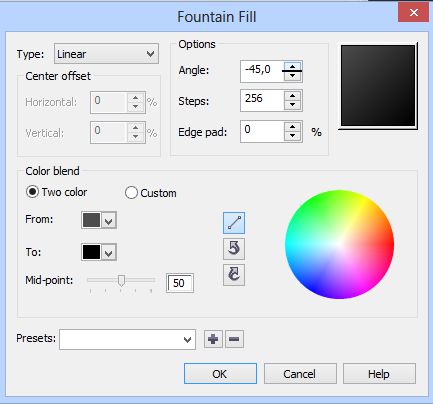 Fountain Fill
Type: Linear
Center offset
Horizontal: 0 %
Vertical: 0 %
Options
Angle: -45,0
Steps: 256
Edge pad: 0 %
Color blend
Two color
Custom
From:
To:
Mid-point: 50
Presets:
OK
Cancel
Help